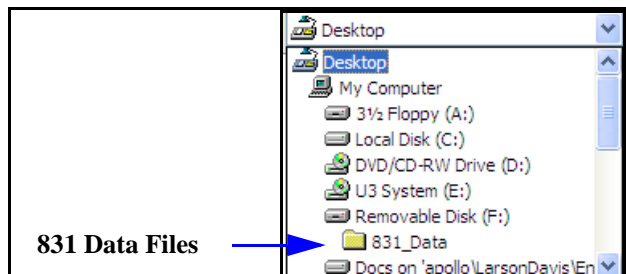 Desktop
Desktop
My Computer
3½ Floppy (A:)
Local Disk (C:)
DVD/CD-RW Drive (D:)
U3 System (E:)
Removable Disk (F:)
831 Data Files
831_Data
Docs on 'apollo\LarsonDavis\En